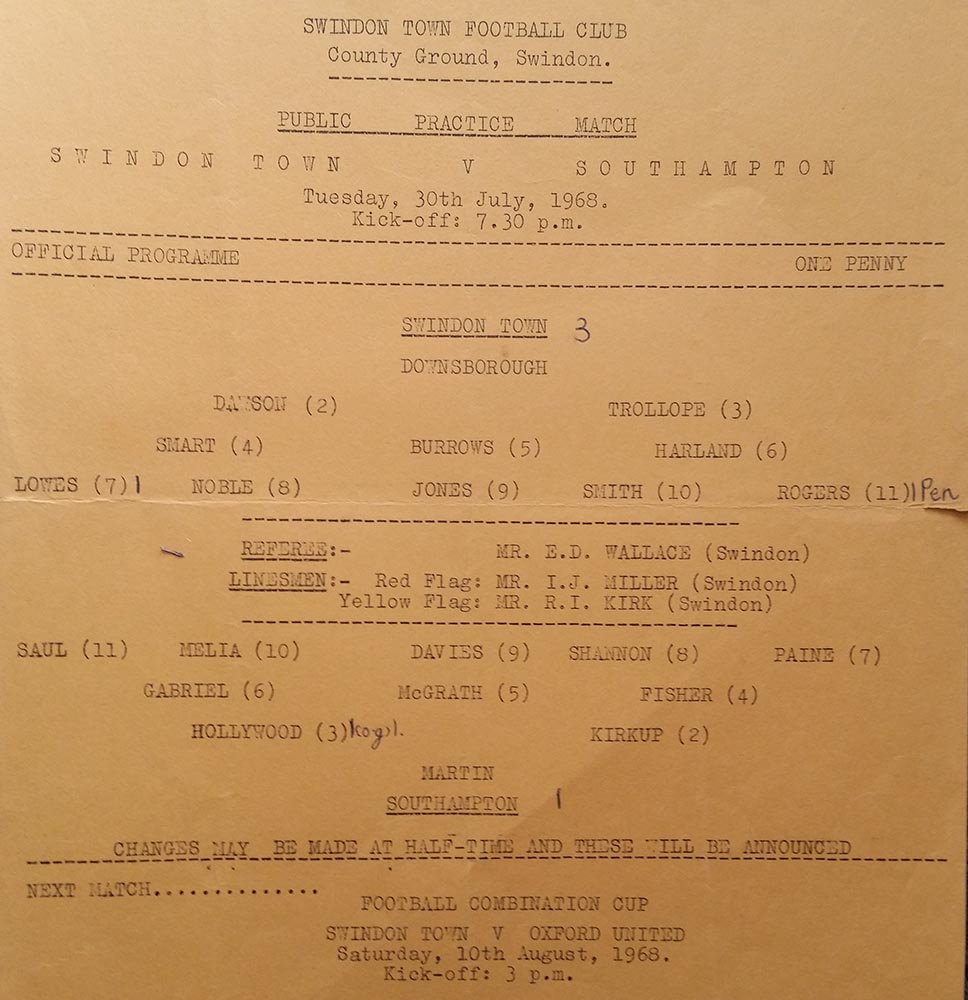 SWINDON TOWN FOOTBALL CLUB
County Ground, Swindon.
PUBLIC PRACTICE MATCH
SWINDON TOWN V SOUTHAMPTON
Tuesday, 30th July, 1968.
Kick-off: 7.30 p.m.
OFFICIAL PROGRAMME ONE PENNY
SWINDON TOWN 3
DOWNSBOROUGH
DAWSON (2) TROLLOPE (3)
SMART (4) BURROWS (5) HARLAND (6)
LOWES (7) 1 NOBLE (8) JONES (9) SMITH (10) ROGERS (11) 1 Pen
REFEREE:- MR. E.D. WALLACE (Swindon)
LINESMEN:- Red Flag: MR. I.J. MILLER (Swindon)
Yellow Flag: MR. R.I. KIRK (Swindon)
SAUL (11) MELIA (10) DAVIES (9) SHANNON (8) PAINE (7)
GABRIEL (6) McGRATH (5) FISHER (4)
HOLLYWOOD (3) KIRKUP (2)
MARTIN
SOUTHAMPTON 1
CHANGES MAY BE MADE AT HALF-TIME AND THESE WILL BE ANNOUNCED
NEXT MATCH..............
FOOTBALL COMBINATION CUP
SWINDON TOWN V OXFORD UNITED
Saturday, 10th August, 1968.
Kick-off: 3 p.m.